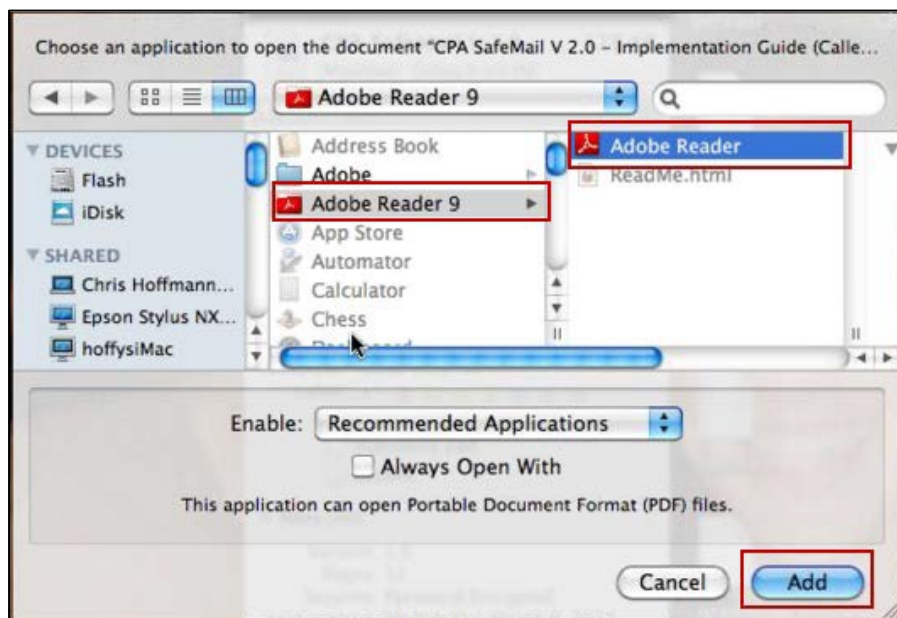 Choose an application to open the document "CPA SafeMail V 2.0 – Implementation Guide (Calle...
Adobe Reader 9
DEVICES
Flash
iDisk
SHARED
Chris Hoffmann...
Epson Stylus NX...
hoffysiMac
Address Book
Adobe
Adobe Reader 9
App Store
Automator
Calculator
Chess
Adobe Reader
ReadMe.html
Enable: Recommended Applications
Always Open With
This application can open Portable Document Format (PDF) files.
Cancel
Add